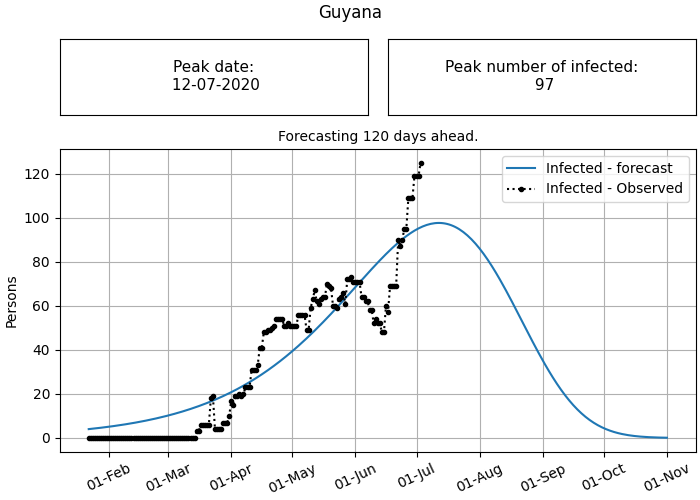 Guyana
Peak date:
12-07-2020
Peak number of infected:
97
Forecasting 120 days ahead.
Infected - forecast
Infected - Observed
120
100
80
60
40
20
0
Persons
01-Feb
01-Mar
01-Apr
01-May
01-Jun
01-Jul
01-Aug
01-Sep
01-Oct
01-Nov